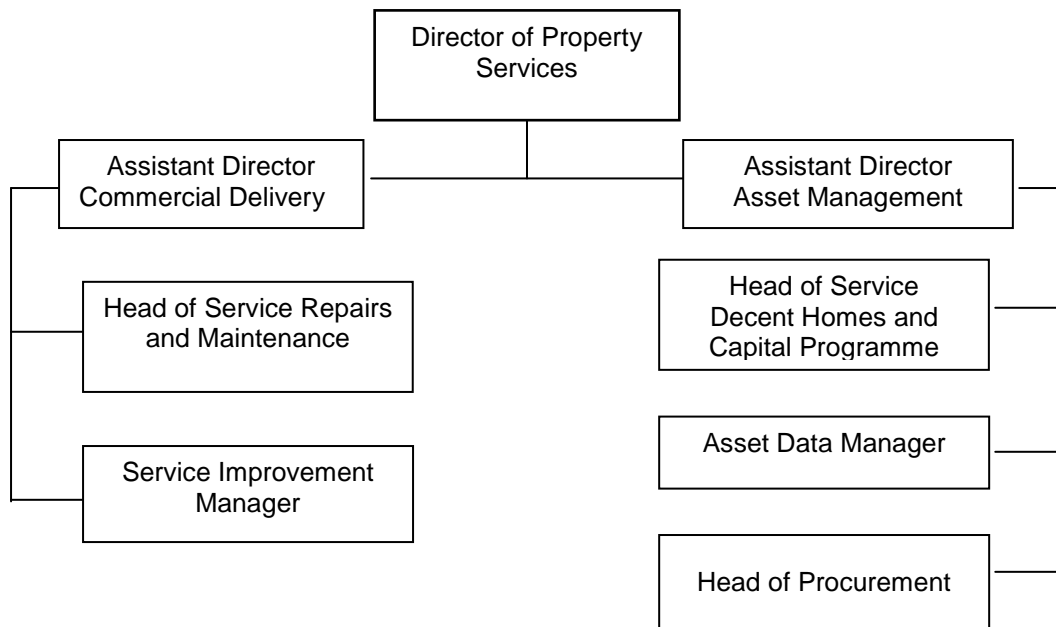 Director of Property
Services
Assistant Director
Commercial Delivery
Assistant Director
Asset Management
Head of Service Repairs
and Maintenance
Head of Service
Decent Homes and
Capital Programme
Service Improvement
Manager
Asset Data Manager
Head of Procurement